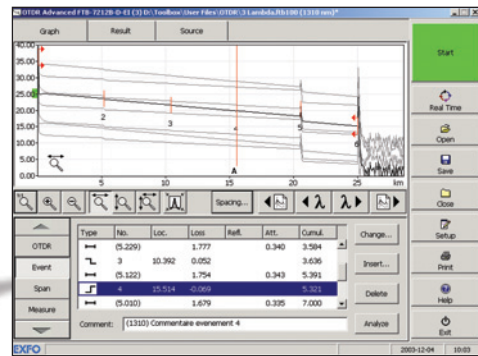 OTDR Advanced FTB-7212B-D-EI (3) D:\Toolbox\User Files\OTDR\3 Lambda.ftb100 (1310 nm)*
Graph Result Source
Start
Real Time
Open
Save
Close
Setup
Print
Help
Exit
40.00
35.00
30.00
25.00
20.00
15.00
10.00
5.00
0.00
2 3 4 5 6
A
5 10 15 20 25 km
Spacing...
OTDR
Event
Span
Measure
Type No. Loc. Loss Refl. Att. Cumul.
(5.229) 1.777 0.340 3.584
3 10.392 0.052 3.636
(5.122) 1.754 0.343 5.391
4 15.514 -0.069 5.321
(5.010) 1.679 0.335 7.000
Change...
Insert...
Delete
Analyze
Comment: (1310) Commentaire evenement 4
EXFO 2003-12-04 10:03